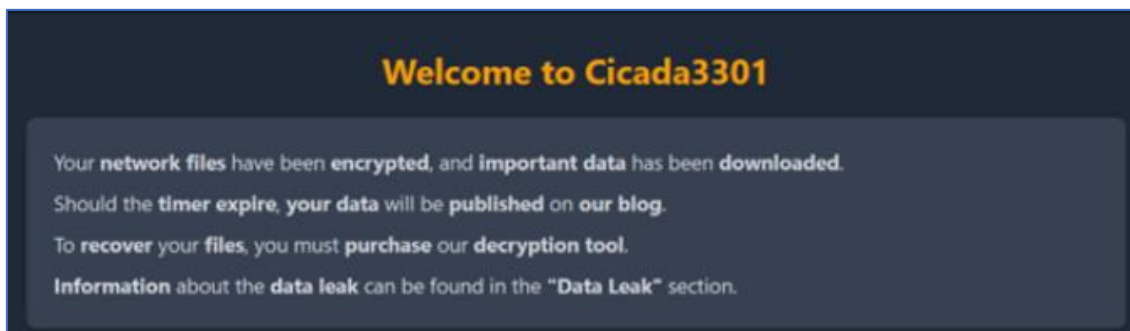 Welcome to Cicada3301
Your network files have been encrypted, and important data has been downloaded.
Should the timer expire, your data will be published on our blog.
To recover your files, you must purchase our decryption tool.
Information about the data leak can be found in the "Data Leak" section.